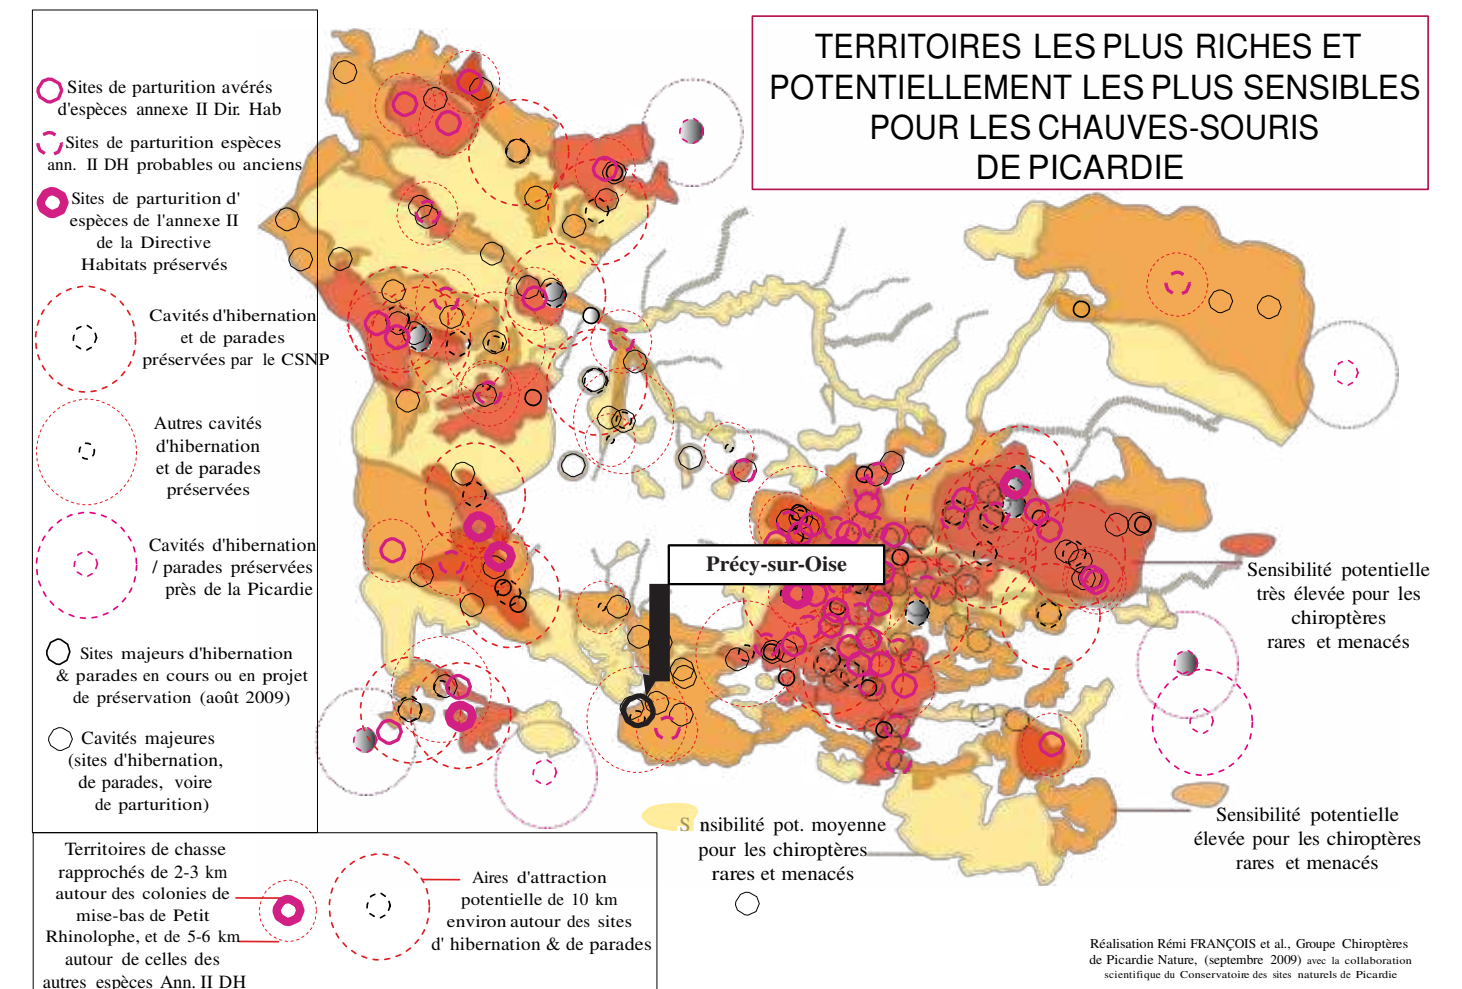 TERRITOIRES LES PLUS RICHES ET
POTENTIELLEMENT LES PLUS SENSIBLES
POUR LES CHAUVES-SOURIS
DE PICARDIE
Sites de parturition avérés
d'espèces annexe II Dir. Hab
Sites de parturition espèces
ann. II DH probables ou anciens
Sites de parturition d'
espèces de l'annexe II
de la Directive
Habitats préservés
Cavités d'hibernation
et de parades
préservées par le CSNP
Autres cavités
d'hibernation
et de parades
préservées
Cavités d'hibernation
/ parades préservées
près de la Picardie
Sites majeurs d'hibernation
& parades en cours ou en projet
de préservation (août 2009)
Cavités majeures
(sites d'hibernation,
de parades, voire
de parturition)
Précy-sur-Oise
Sensibilité potentielle
très élevée pour les
chiroptères
rares et menacés
Sensibilité potentielle
élevée pour les chiroptères
rares et menacés
S nsibilité pot. moyenne
pour les chiroptères
rares et menacés
Territoires de chasse
rapprochés de 2-3 km
autour des colonies de
mise-bas de Petit
Rhinolophe, et de 5-6 km
autour de celles des
autres espèces Ann. II DH
Aires d'attraction
potentielle de 10 km
environ autour des sites
d' hibernation & de parades
Réalisation Rémi FRANÇOIS et al., Groupe Chiroptères
de Picardie Nature, (septembre 2009) avec la collaboration
scientifique du Conservatoire des sites naturels de Picardie